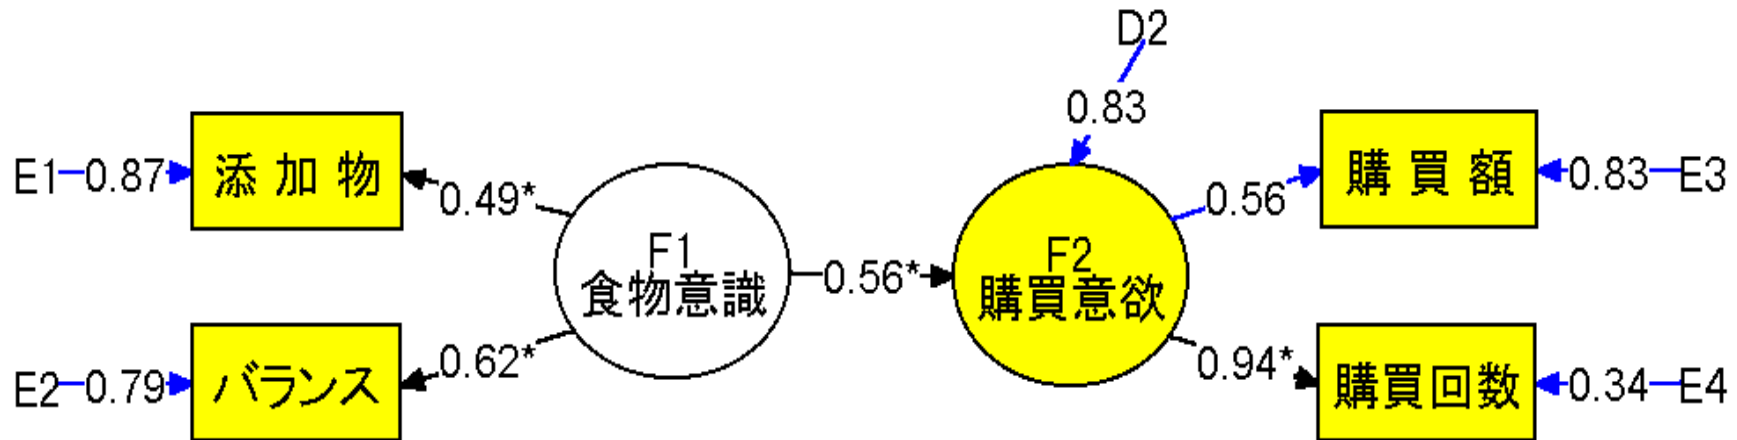 D2
0.83
E1
0.87
添加物
0.49*
F1
食物意識
0.56*
F2
購買意欲
0.56
購買額
0.83
E3
E2
0.79
バランス
0.62*
0.94*
購買回数
0.34
E4